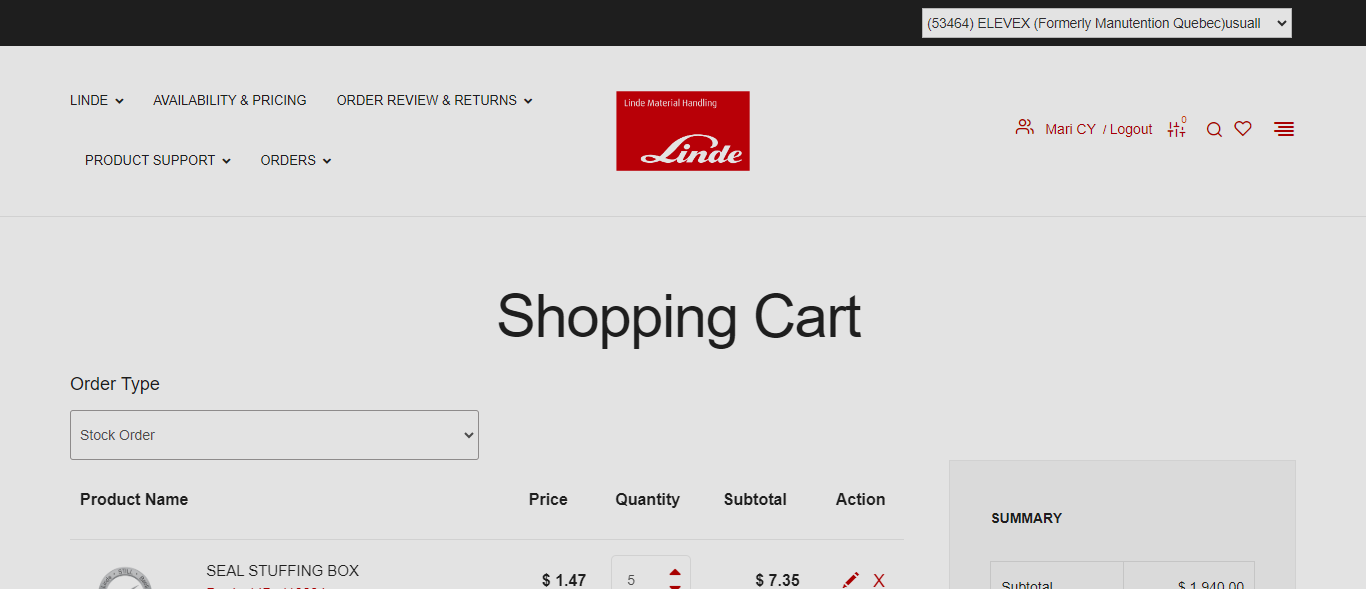 (53464) ELEVEX (Formerly Manutention Quebec)usuall
LINDE
AVAILABILITY & PRICING
ORDER REVIEW & RETURNS
Linde Material Handling
Linde
Mari CY / Logout
0
PRODUCT SUPPORT
ORDERS
Shopping Cart
Order Type
Stock Order
Product Name
Price
Quantity
Subtotal
Action
SUMMARY
SEAL STUFFING BOX
$ 1.47
5
$ 7.35
X
Subtotal
$ 1,940.00